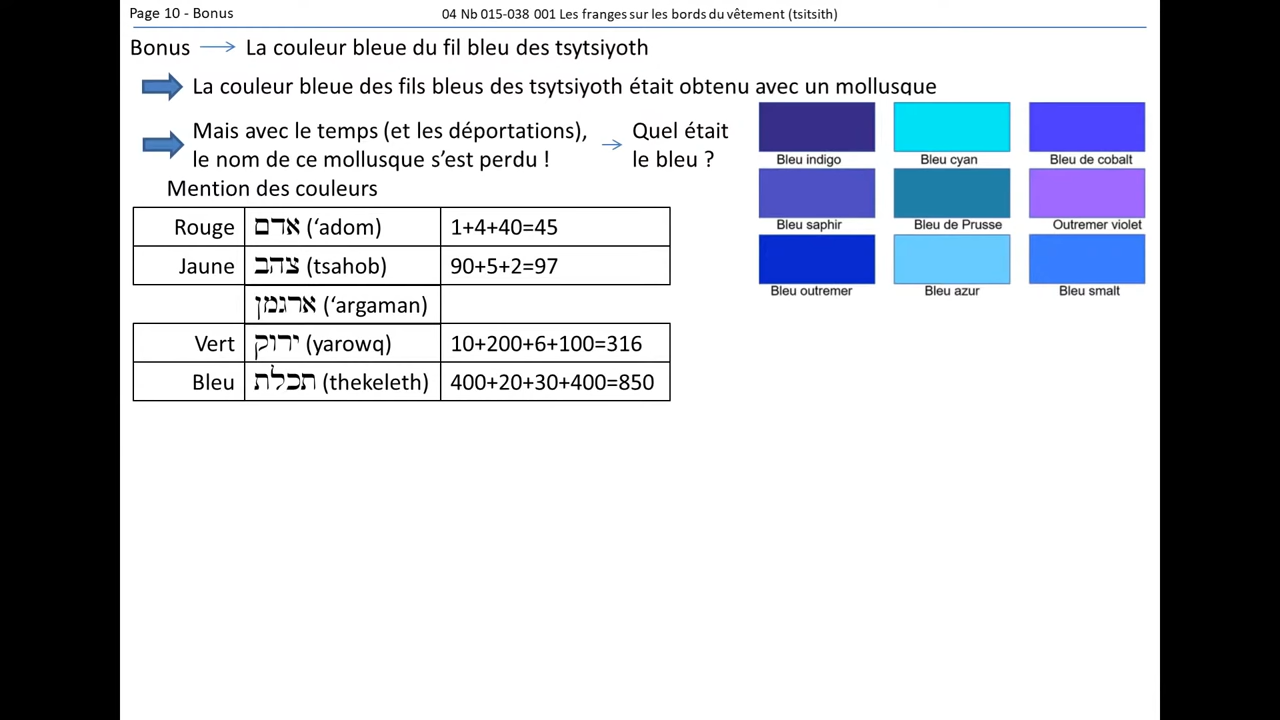 Page 10 - Bonus
04 Nb 015-038 001 Les franges sur les bords du vêtement (tsitsith)
Bonus → La couleur bleue du fil bleu des tsytsiyoth
La couleur bleue des fils bleus des tsytsiyoth était obtenu avec un mollusque
Mais avec le temps (et les déportations),
le nom de ce mollusque s’est perdu !
→ Quel était
le bleu ?
Mention des couleurs
Rouge אדם (‘adom) 1+4+40=45
Jaune צהב (tsahob) 90+5+2=97
ארגמן (‘argaman)
Vert ירוק (yarowq) 10+200+6+100=316
Bleu תכלת (thekeleth) 400+20+30+400=850
Bleu indigo Bleu cyan Bleu de cobalt
Bleu saphir Bleu de Prusse Outremer violet
Bleu outremer Bleu azur Bleu smalt